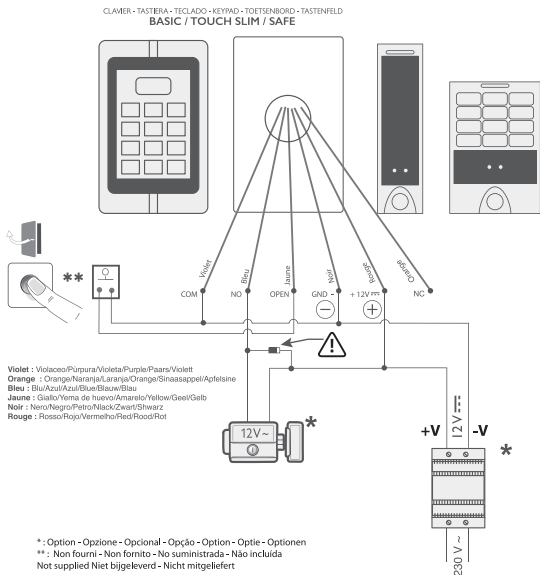 CLAVIER - TASTIERA - TECLADO - KEYPAD - TOETSENBORD - TASTENFELD
BASIC / TOUCH SLIM / SAFE
Violet
Bleu
Jaune
Noir
Rouge
Orange
**
COM
NO
OPEN
GND -
+ 12V
NC
Violet : Violaceo/Pùrpura/Violeta/Purple/Paars/Violett
Orange : Orange/Naranja/Laranja/Orange/Sinaasappel/Apfelsine
Bleu : Blu/Azul/Azul/Blue/Blauw/Blau
Jaune : Giallo/Yema de huevo/Amarelo/Yellow/Geel/Gelb
Noir : Nero/Negro/Petro/Nlack/Zwart/Shwarz
Rouge : Rosso/Rojo/Vermelho/Red/Rood/Rot
12V~
*
+V
12 V
-V
*
230 V ~
* : Option - Opzione - Opcional - Opção - Option - Optie - Optionen
** : Non fourni - Non fornito - No suministrada - Não incluída
Not supplied Niet bijgeleverd - Nicht mitgeliefert